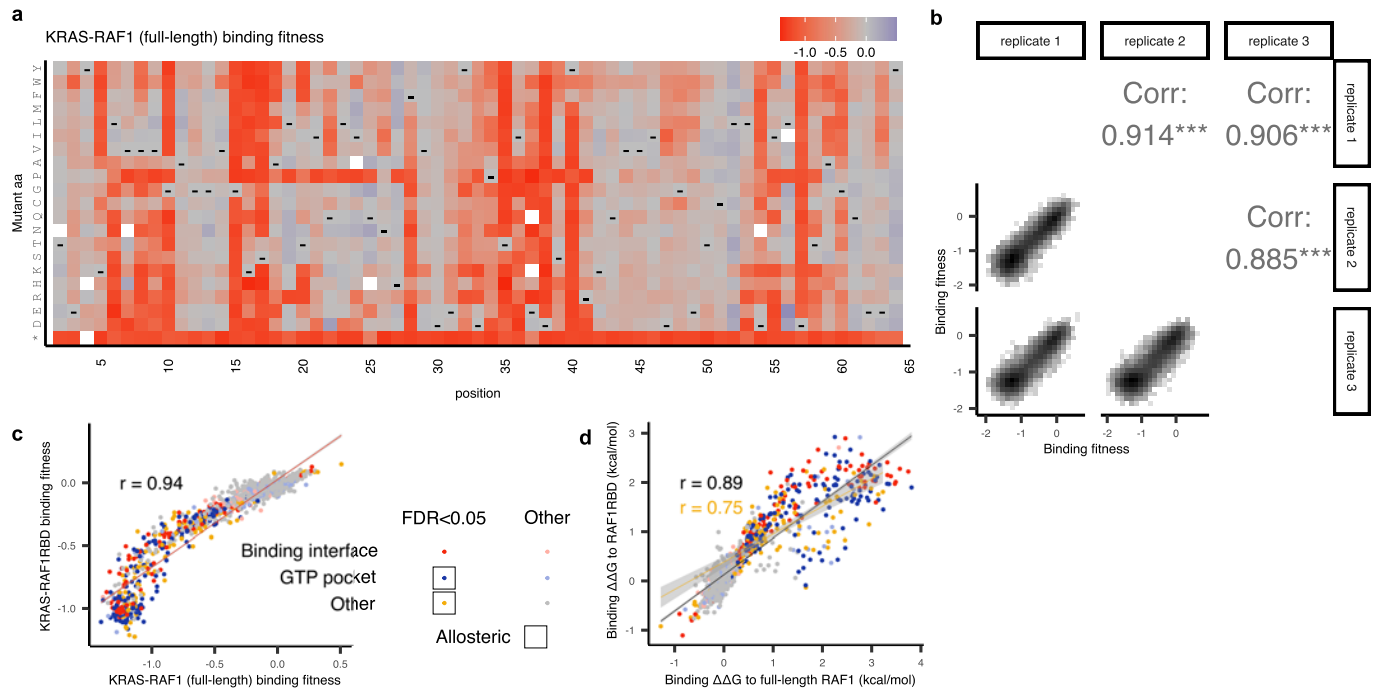 a
KRAS-RAF1 (full-length) binding fitness
-1.0 -0.5 0.0
Mutant aa
Y
W
F
M
L
I
V
A
P
G
C
Q
N
T
S
K
H
R
E
D
*
5 10 15 20 25 30 35 40 45 50 55 60 65
position
b
replicate 1 replicate 2 replicate 3
Corr: 0.914***
Corr: 0.906***
replicate 1
Corr: 0.885***
replicate 2
replicate 3
Binding fitness
0
-1
-2
0
-1
-2
-2 -1 0 -2 -1 0
Binding fitness
c
KRAS-RAF1RBD binding fitness
r = 0.94
0.0
-0.5
-1.0
-1.0 -0.5 0.0 0.5
KRAS-RAF1 (full-length) binding fitness
FDR<0.05 Other
Binding interface
GTP pocket
Other
Allosteric
d
Binding ΔΔG to RAF1RBD (kcal/mol)
r = 0.89
r = 0.75
3
2
1
0
-1
-1 0 1 2 3 4
Binding ΔΔG to full-length RAF1 (kcal/mol)